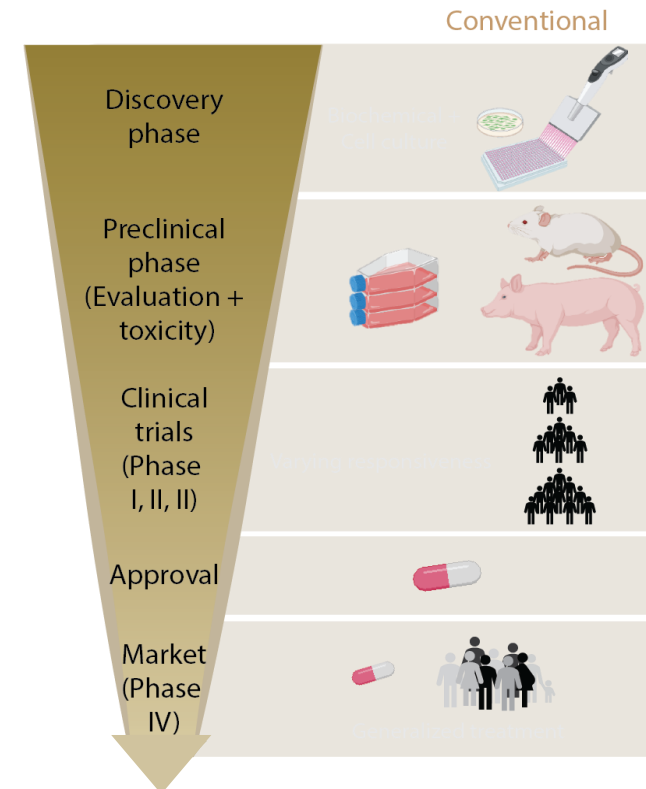 Conventional
Discovery
phase
Preclinical
phase
(Evaluation +
toxicity)
Clinical
trials
(Phase
I, II, II)
Approval
Market
(Phase
IV)